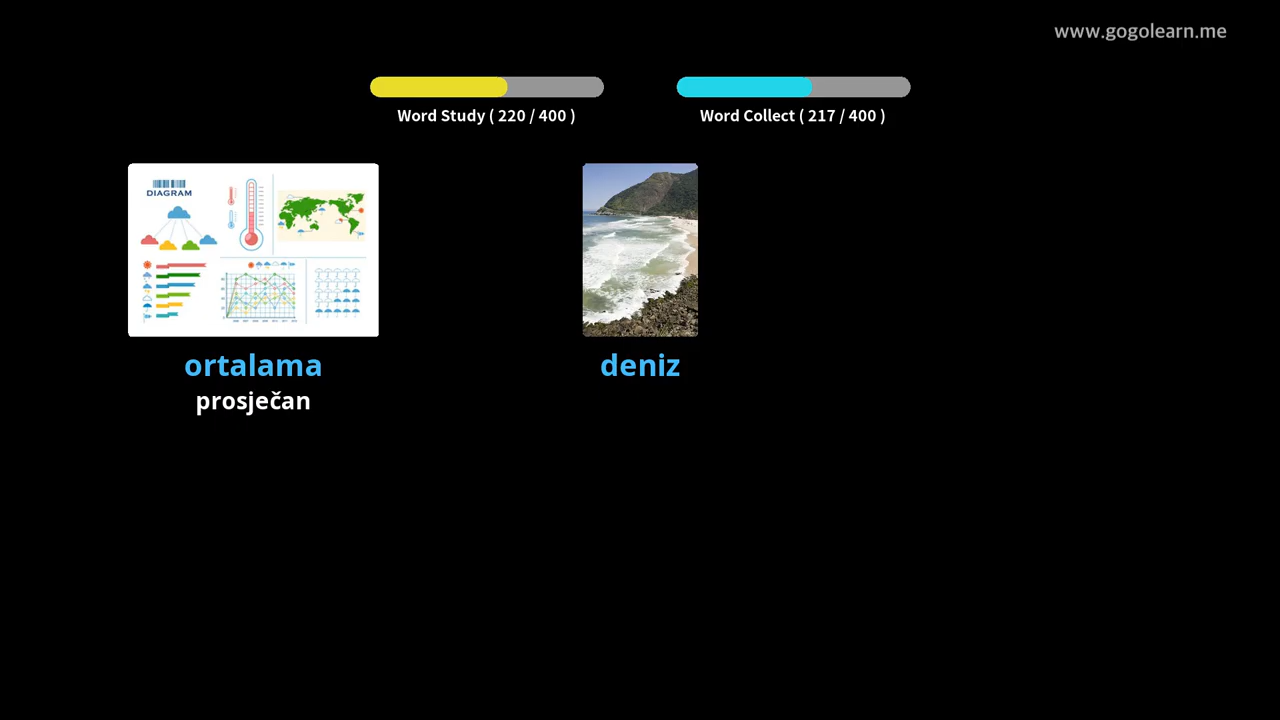 www.gogolearn.me
Word Study ( 220 / 400 )
Word Collect ( 217 / 400 )
DIAGRAM
ortalama
deniz
prosječan